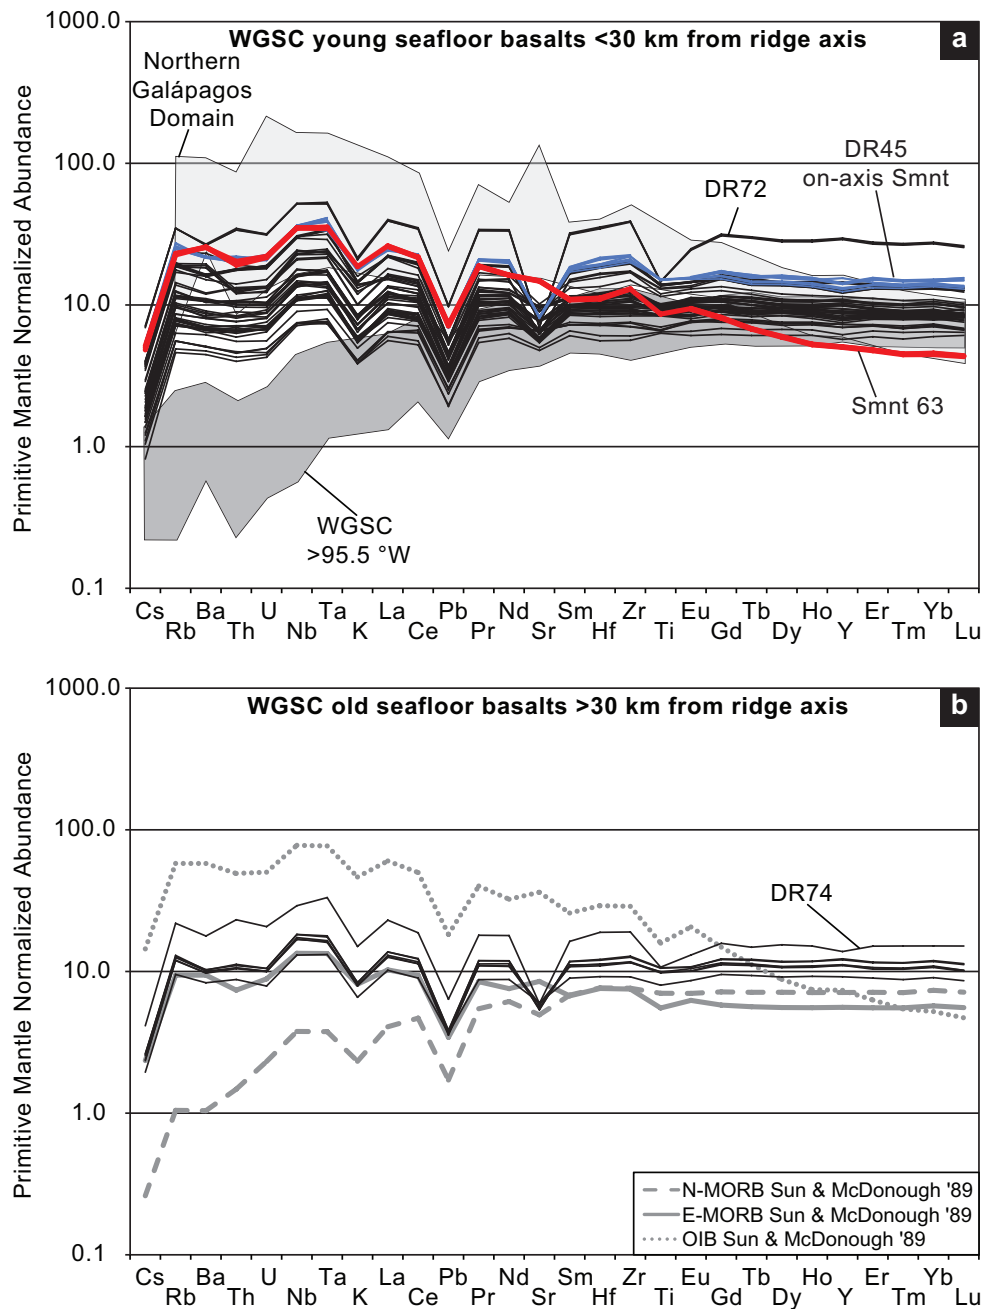 1000.0
WGSC young seafloor basalts <30 km from ridge axis
a
Northern
Galápagos
Domain
100.0
DR72
DR45
on-axis Smnt
10.0
Smnt 63
1.0
WGSC
>95.5 °W
0.1
Primitive Mantle Normalized Abundance
Cs Ba U Ta La Pb Nd Sm Zr Eu Tb Ho Er Yb
Rb Th Nb K Ce Pr Sr Hf Ti Gd Dy Y Tm Lu
1000.0
WGSC old seafloor basalts >30 km from ridge axis
b
100.0
DR74
10.0
1.0
N-MORB Sun & McDonough '89
E-MORB Sun & McDonough '89
OIB Sun & McDonough '89
0.1
Primitive Mantle Normalized Abundance
Cs Ba U Ta La Pb Nd Sm Zr Eu Tb Ho Er Yb
Rb Th Nb K Ce Pr Sr Hf Ti Gd Dy Y Tm Lu